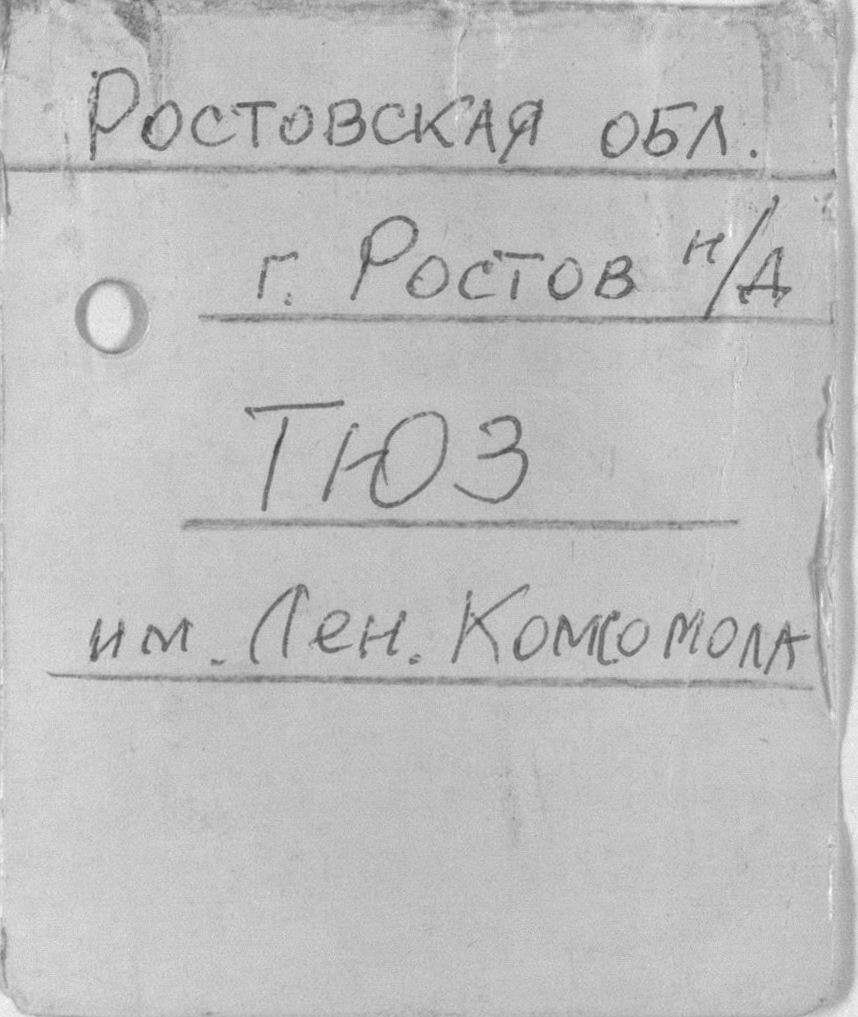 Ростовская обл.
г. Ростов н/Д
ТЮЗ
им. Лен. Комсомола